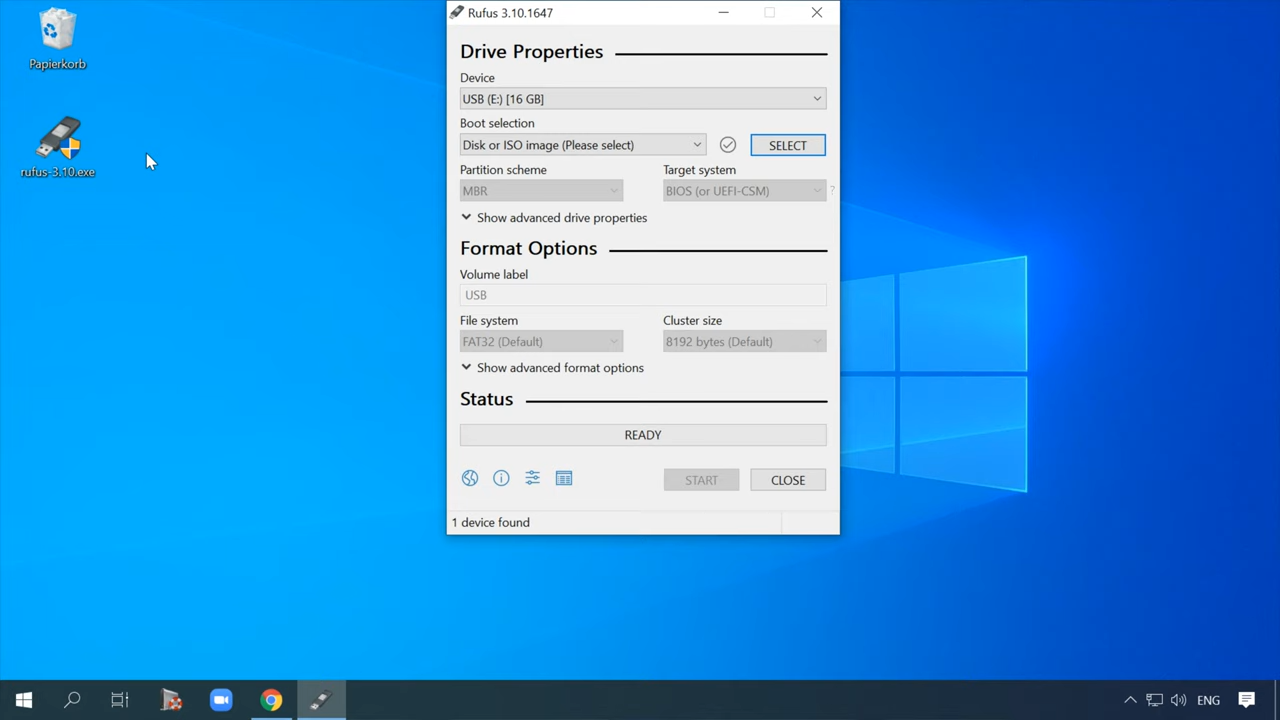 Papierkorb
rufus-3.10.exe
Rufus 3.10.1647
Drive Properties
Device
USB (E:) [16 GB]
Boot selection
Disk or ISO image (Please select)
SELECT
Partition scheme
Target system
MBR
BIOS (or UEFI-CSM)
?
Show advanced drive properties
Format Options
Volume label
USB
File system
Cluster size
FAT32 (Default)
8192 bytes (Default)
Show advanced format options
Status
READY
START
CLOSE
1 device found
ENG